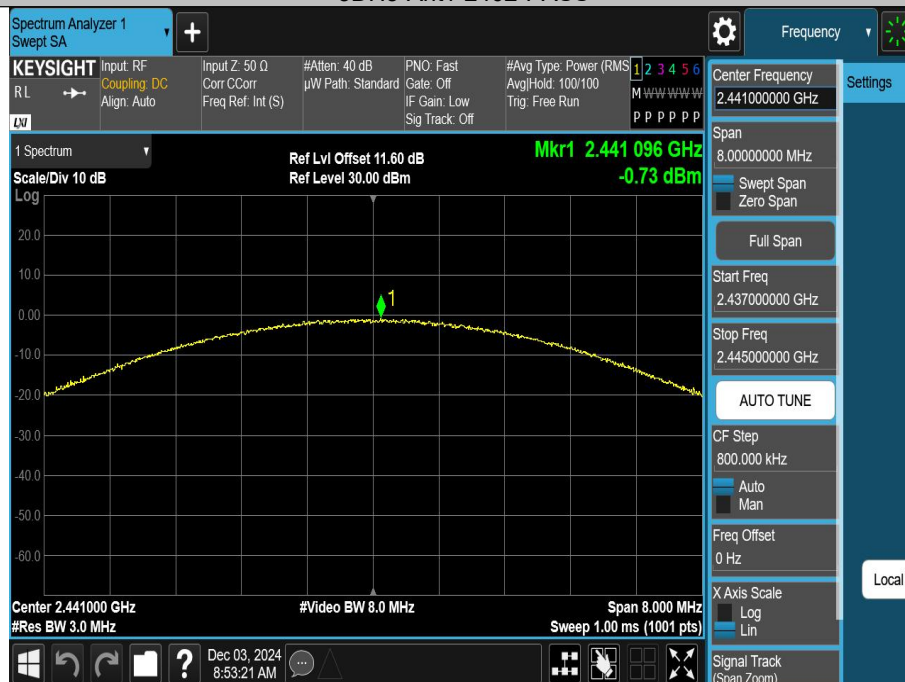 Spectrum Analyzer 1
Swept SA
Frequency
KEYSIGHT
RL
LXI
Input: RF
Coupling: DC
Align: Auto
Input Z: 50 Ω
Corr CCorr
Freq Ref: Int (S)
#Atten: 40 dB
µW Path: Standard
PNO: Fast
Gate: Off
IF Gain: Low
Sig Track: Off
#Avg Type: Power (RMS
Avg|Hold: 100/100
Trig: Free Run
1 2 3 4 5 6
M W W W W W
P P P P P P
Center Frequency
2.441000000 GHz
Settings
Span
8.00000000 MHz
Swept Span
Zero Span
Full Span
Start Freq
2.437000000 GHz
Stop Freq
2.445000000 GHz
AUTO TUNE
CF Step
800.000 kHz
Auto
Man
Freq Offset
0 Hz
X Axis Scale
Log
Lin
Signal Track
(Span Zoom)
Local
1 Spectrum
Scale/Div 10 dB
Ref Lvl Offset 11.60 dB
Ref Level 30.00 dBm
Mkr1 2.441 096 GHz
-0.73 dBm
Log
20.0
10.0
0.00
-10.0
-20.0
-30.0
-40.0
-50.0
-60.0
1
Center 2.441000 GHz
#Video BW 8.0 MHz
Span 8.000 MHz
#Res BW 3.0 MHz
Sweep 1.00 ms (1001 pts)
?
Dec 03, 2024
8:53:21 AM